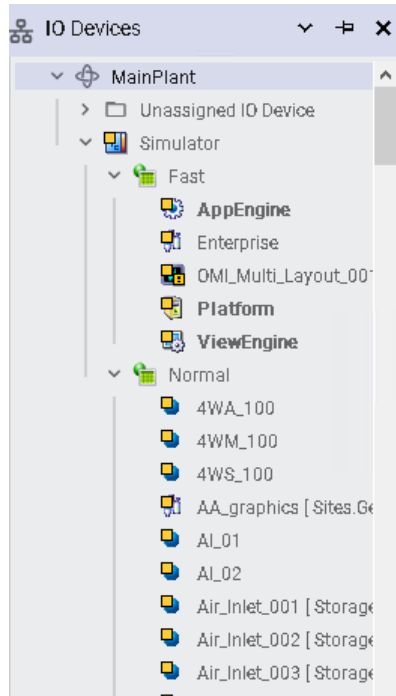 IO Devices
MainPlant
Unassigned IO Device
Simulator
Fast
AppEngine
Enterprise
OMI_Multi_Layout_001
Platform
ViewEngine
Normal
4WA_100
4WM_100
4WS_100
AA_graphics [ Sites.Ge
AI_01
AI_02
Air_Inlet_001 [ Storage
Air_Inlet_002 [ Storage
Air_Inlet_003 [ Storage